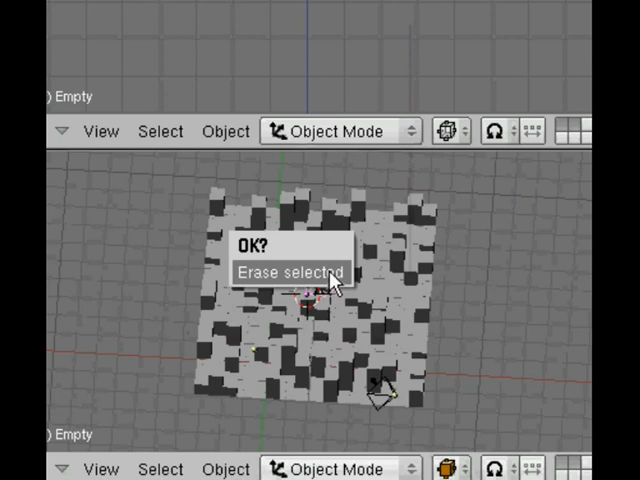 ) Empty
View Select Object Object Mode
OK?
Erase selected
) Empty
View Select Object Object Mode